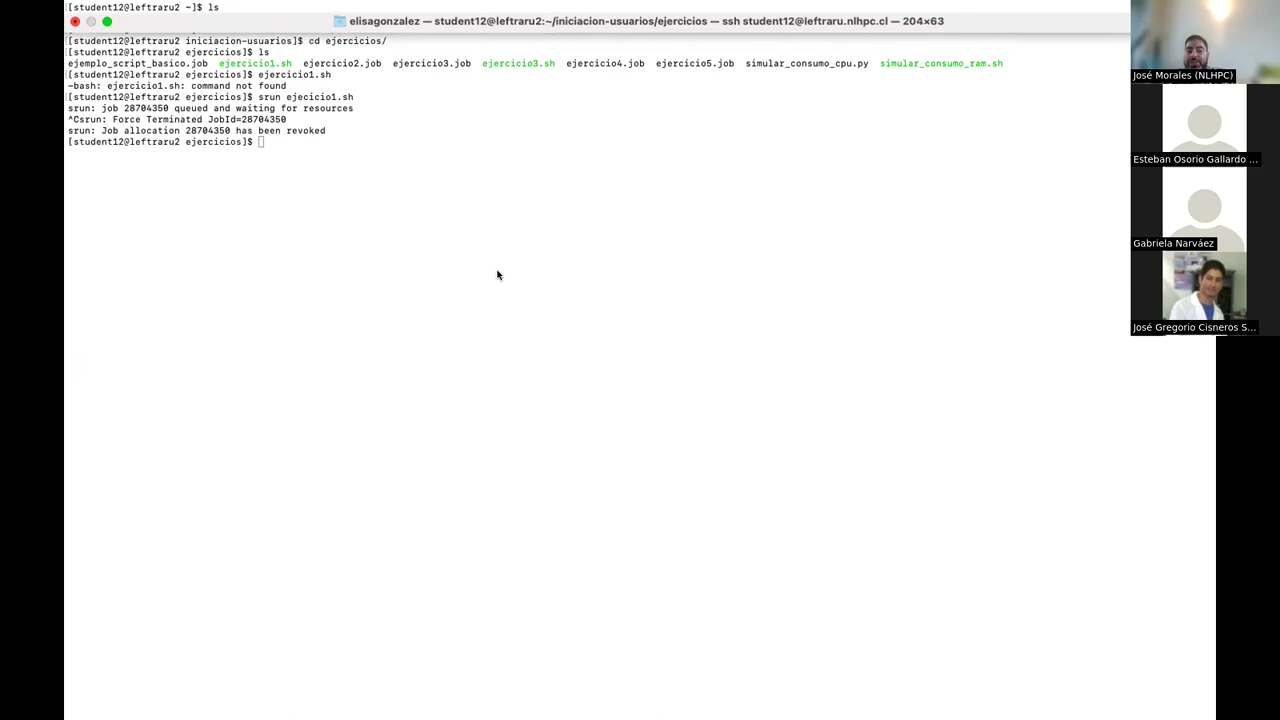 [student12@leftraru2 ~]$ ls
elisagonzalez — student12@leftraru2:~/iniciacion-usuarios/ejercicios — ssh student12@leftraru.nlhpc.cl — 204×63
[student12@leftraru2 iniciacion-usuarios]$ cd ejercicios/
[student12@leftraru2 ejercicios]$ ls
ejemplo_script_basico.job  ejercicio1.sh  ejercicio2.job  ejercicio3.job  ejercicio3.sh  ejercicio4.job  ejercicio5.job  simular_consumo_cpu.py  simular_consumo_ram.sh
[student12@leftraru2 ejercicios]$ ejercicio1.sh
-bash: ejercicio1.sh: command not found
[student12@leftraru2 ejercicios]$ srun ejecicio1.sh
srun: job 28704350 queued and waiting for resources
^Csrun: Force Terminated JobId=28704350
srun: Job allocation 28704350 has been revoked
[student12@leftraru2 ejercicios]$
José Morales (NLHPC)
Esteban Osorio Gallardo ...
Gabriela Narváez
José Gregorio Cisneros S...